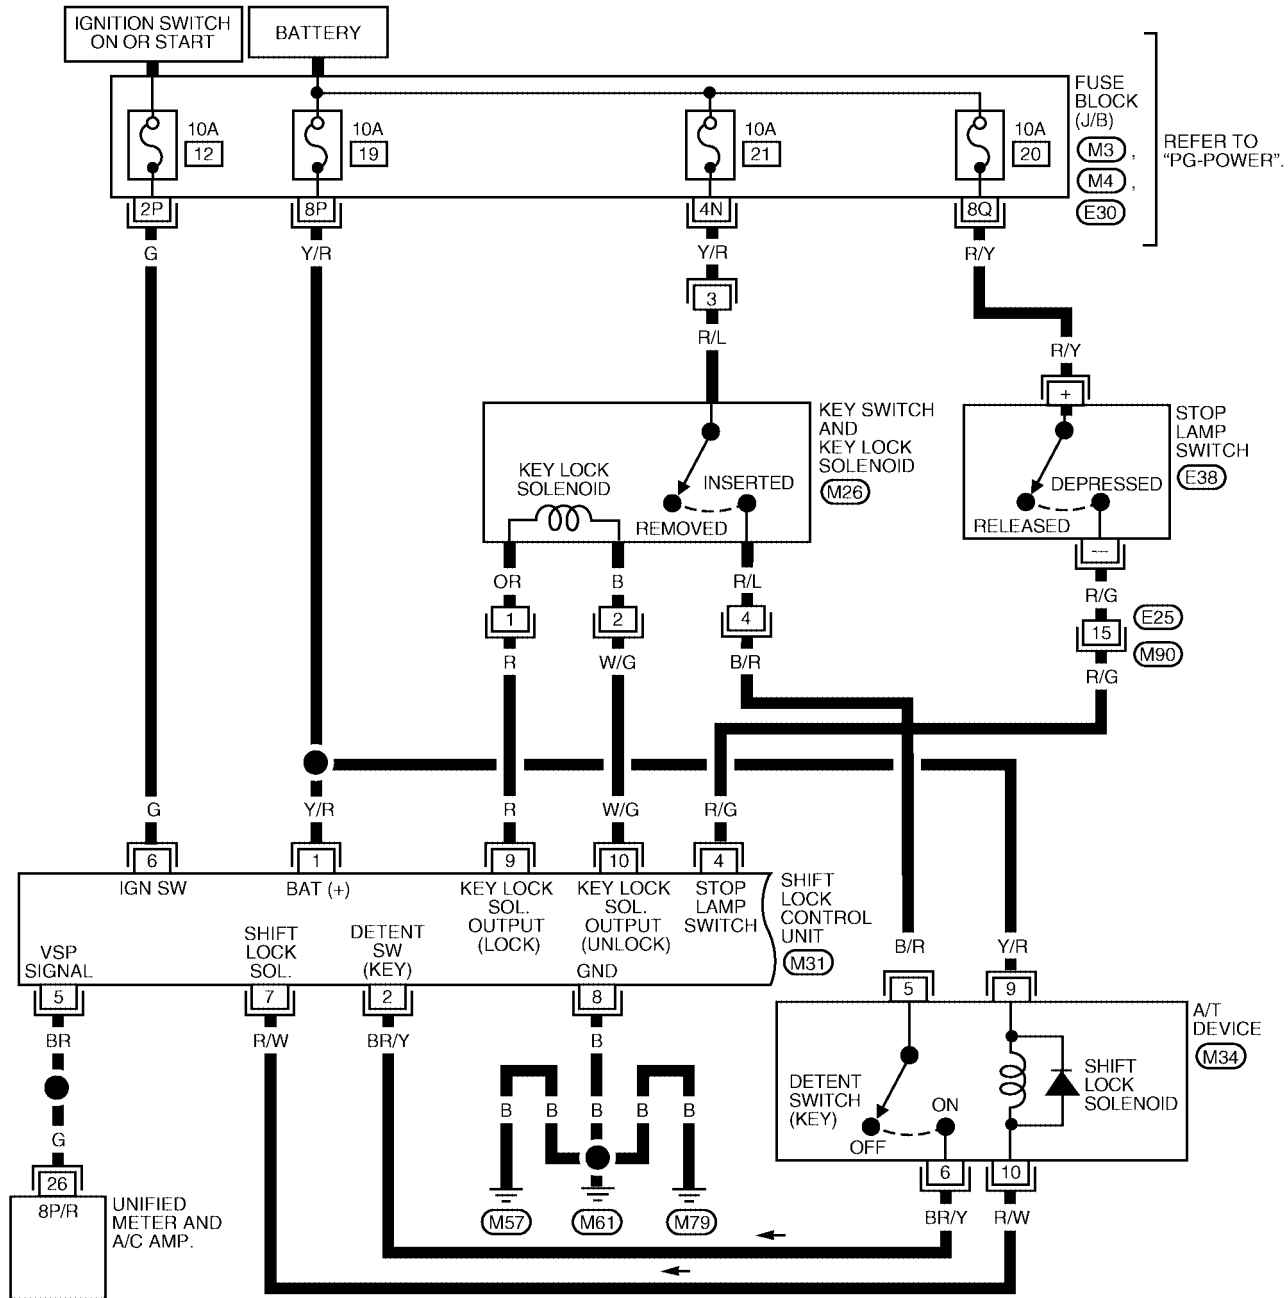 IGNITION SWITCH
ON OR START
BATTERY
FUSE
BLOCK
(J/B)
M3 ,
M4 ,
E30
REFER TO
"PG-POWER".
10A
12
10A
19
10A
21
10A
20
2P
8P
4N
8Q
G
Y/R
Y/R
R/Y
3
R/L
R/Y
+
KEY SWITCH
AND
KEY LOCK
SOLENOID
M26
STOP
LAMP
SWITCH
E38
KEY LOCK
SOLENOID
INSERTED
REMOVED
DEPRESSED
RELEASED
—
OR
B
R/L
R/G
1
2
4
15
E25
M90
R
W/G
B/R
R/G
G
Y/R
R
W/G
R/G
6
1
9
10
4
IGN SW
BAT (+)
KEY LOCK
SOL.
OUTPUT
(LOCK)
KEY LOCK
SOL.
OUTPUT
(UNLOCK)
STOP
LAMP
SWITCH
SHIFT
LOCK
CONTROL
UNIT
M31
VSP
SIGNAL
SHIFT
LOCK
SOL.
DETENT
SW
(KEY)
GND
B/R
Y/R
5
7
2
8
5
9
BR
R/W
BR/Y
B
A/T
DEVICE
M34
DETENT
SWITCH
(KEY)
ON
OFF
SHIFT
LOCK
SOLENOID
B
B
B
B
B
G
26
8P/R
UNIFIED
METER AND
A/C AMP.
M57
M61
M79
6
10
BR/Y
R/W